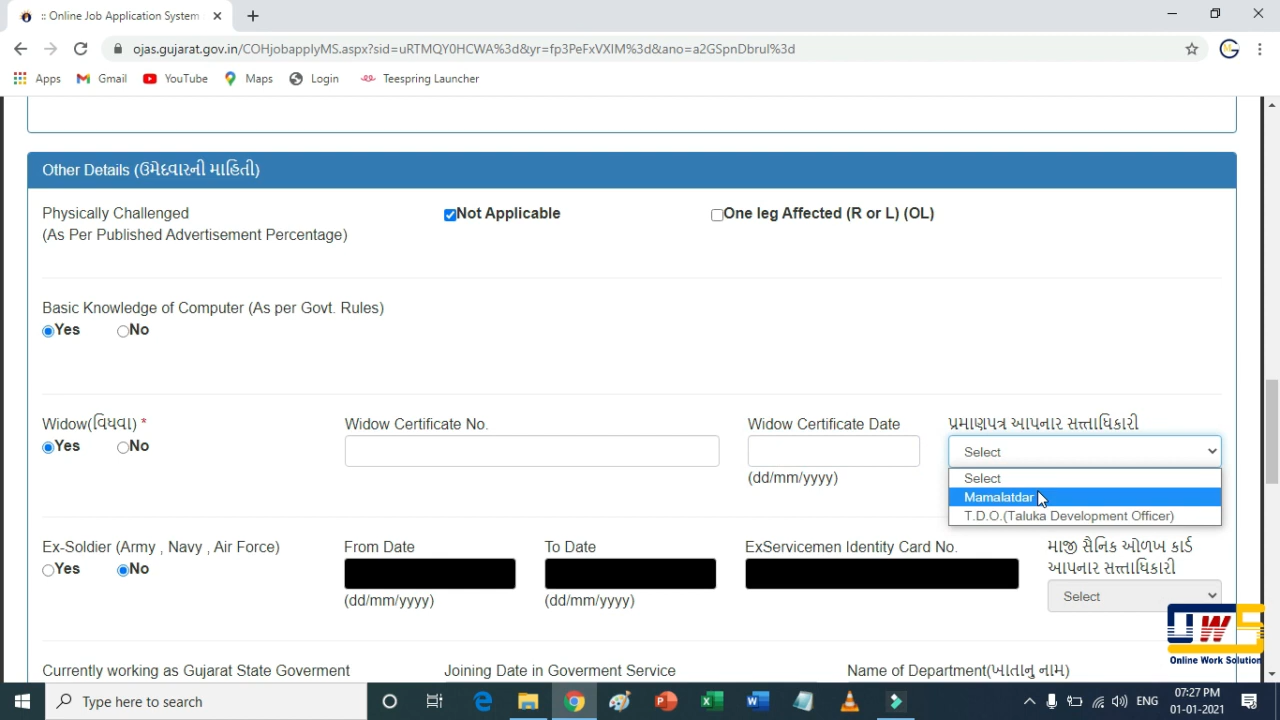 :: Online Job Application System
ojas.gujarat.gov.in/COHjobapplyMS.aspx?sid=uRTMQY0HCWA%3d&yr=fp3PeFxVXIM%3d&ano=a2GSpnDbruI%3d
Apps Gmail YouTube Maps Login Teespring Launcher
Other Details (ઉમેદવારની માહિતી)
Physically Challenged
(As Per Published Advertisement Percentage)
Not Applicable One leg Affected (R or L) (OL)
Basic Knowledge of Computer (As per Govt. Rules)
Yes No
Widow(વિધવા) * Widow Certificate No. Widow Certificate Date પ્રમાણપત્ર આપનાર સત્તાધિકારી
Yes No Select
(dd/mm/yyyy) Select
Mamalatdar
T.D.O.(Taluka Development Officer)
Ex-Soldier (Army , Navy , Air Force) From Date To Date ExServicemen Identity Card No. માજી સૈનિક ઓળખ કાર્ડ
આપનાર સત્તાધિકારી
Yes No
(dd/mm/yyyy) (dd/mm/yyyy) Select
UWS
Online Work Solution
Currently working as Gujarat State Goverment Joining Date in Goverment Service Name of Department(ખાતાનું નામ)
Type here to search ENG 07:27 PM
01-01-2021